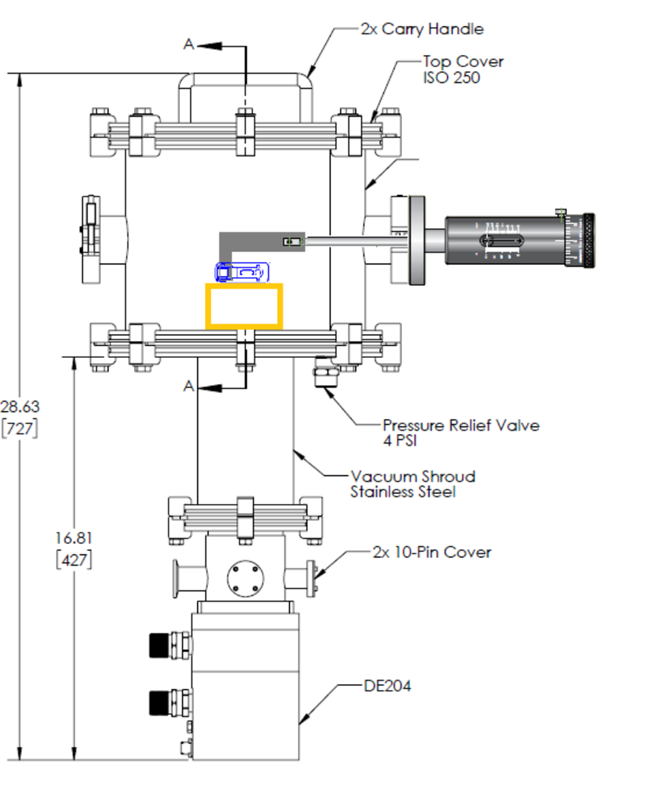 A
2x Carry Handle
Top Cover
ISO 250
A
Pressure Relief Valve
4 PSI
28.63
[727]
Vacuum Shroud
Stainless Steel
16.81
[427]
2x 10-Pin Cover
DE204